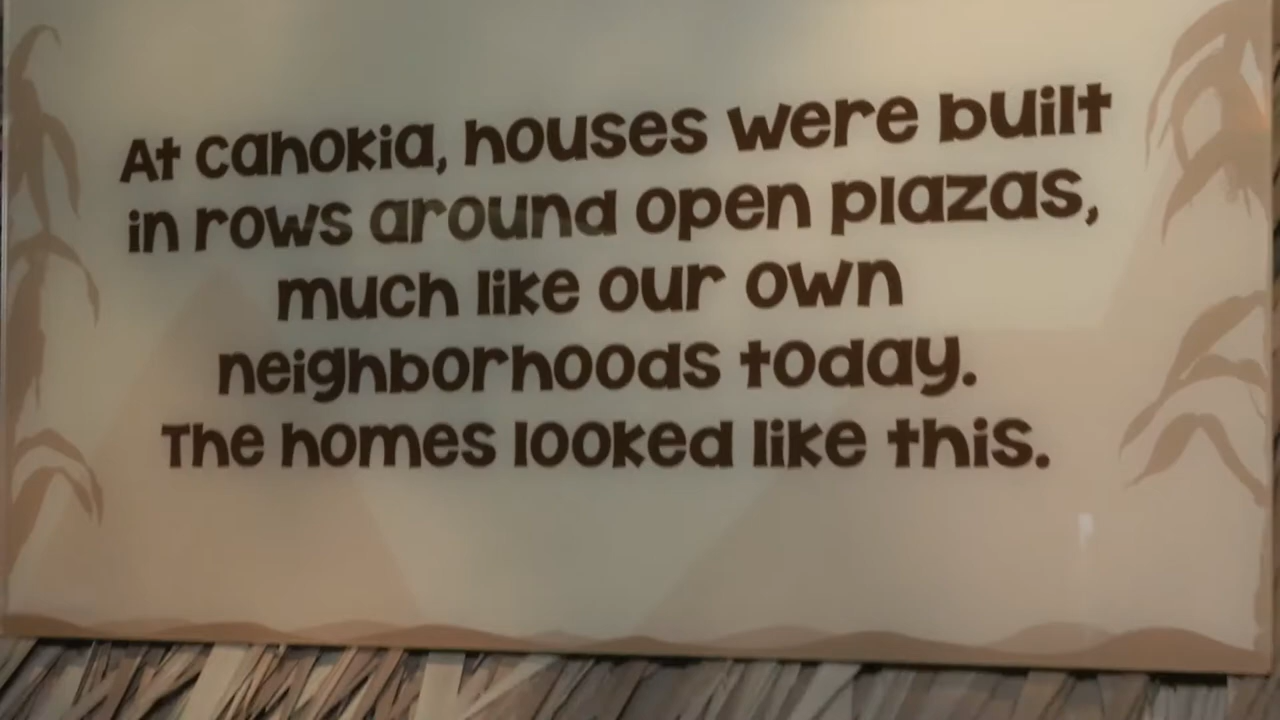 At Cahokia, houses were built
in rows around open plazas,
much like our own
neighborhoods today.
The homes looked like this.